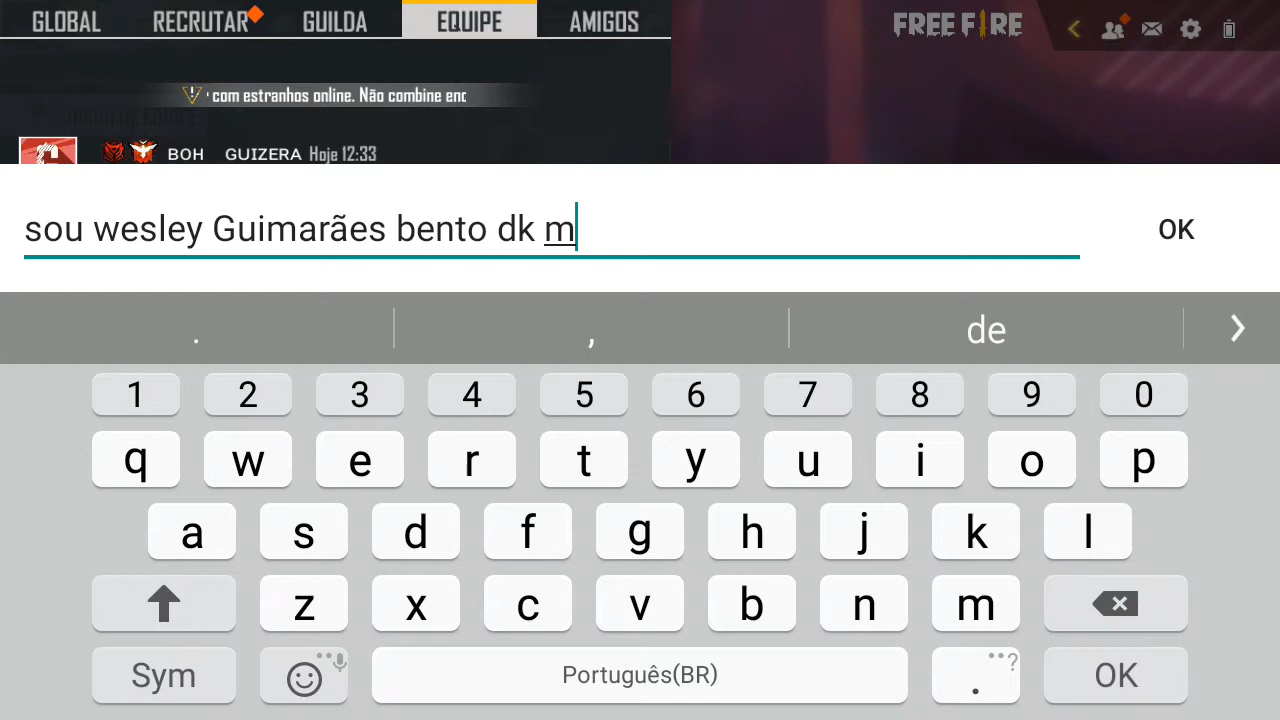 GLOBAL RECRUTAR GUILDA EQUIPE AMIGOS FREE FIRE
com estranhos online. Não combine enc
BOH GUIZERA Hoje 12:33
sou wesley Guimarães bento dk m OK
. , de
1 2 3 4 5 6 7 8 9 0
q w e r t y u i o p
a s d f g h j k l
z x c v b n m
Sym Português(BR) . ? OK